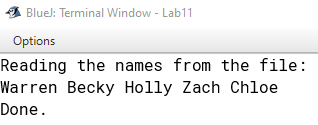 BlueJ: Terminal Window - Lab11
Options
Reading the names from the file:
Warren Becky Holly Zach Chloe
Done.